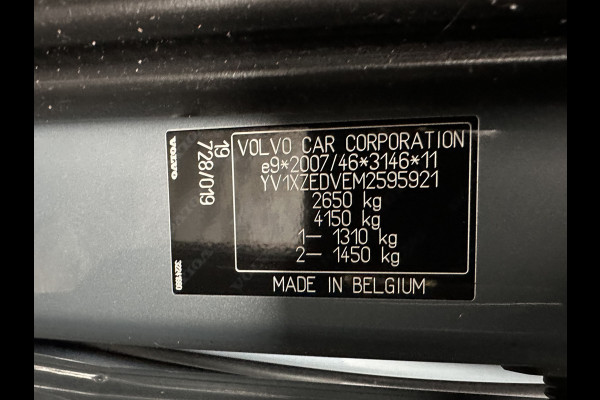 VOLVO
19
728/019
VOLVO CAR CORPORATION
e9*2007/46*3146*11
YV1XZEDVEM2595921
2650 kg
4150 kg
1– 1310 kg
2– 1450 kg
MADE IN BELGIUM